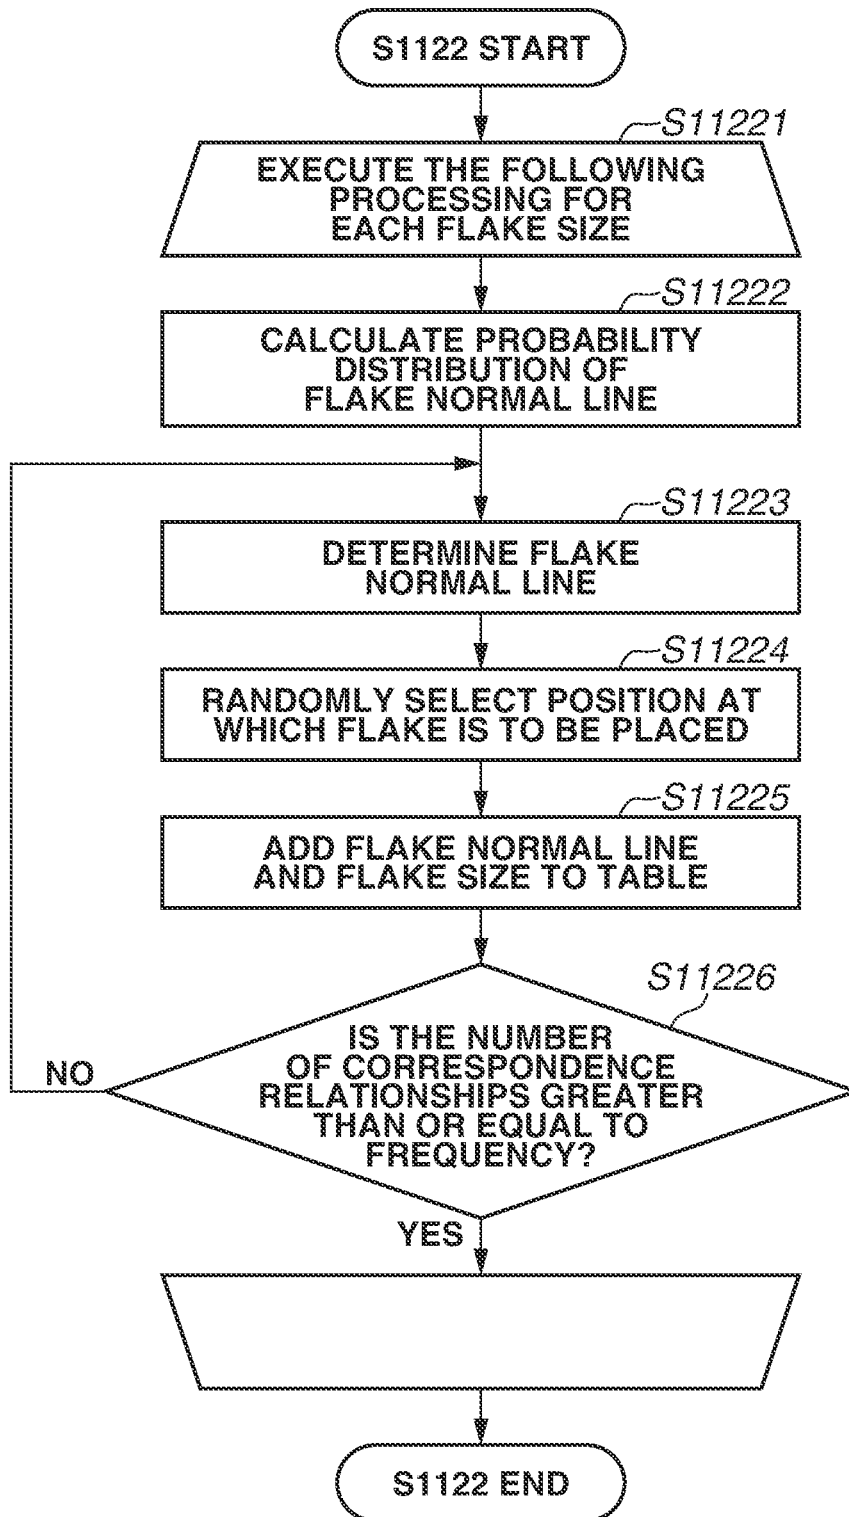 S1122 START
S11221
EXECUTE THE FOLLOWING
PROCESSING FOR
EACH FLAKE SIZE
S11222
CALCULATE PROBABILITY
DISTRIBUTION OF
FLAKE NORMAL LINE
S11223
DETERMINE FLAKE
NORMAL LINE
S11224
RANDOMLY SELECT POSITION AT
WHICH FLAKE IS TO BE PLACED
S11225
ADD FLAKE NORMAL LINE
AND FLAKE SIZE TO TABLE
S11226
IS THE NUMBER
OF CORRESPONDENCE
RELATIONSHIPS GREATER
THAN OR EQUAL TO
FREQUENCY?
NO
YES
S1122 END